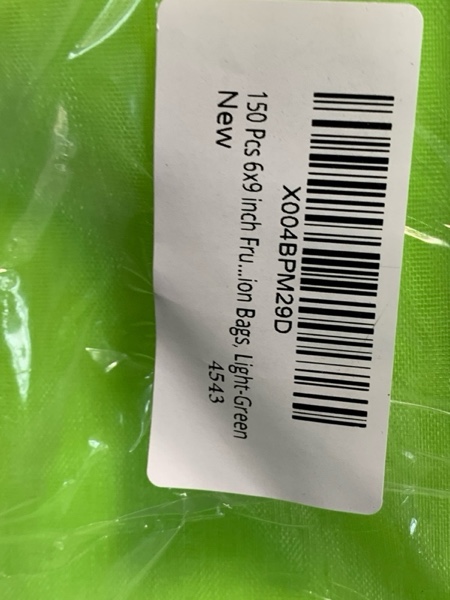 X004BPM29D
150 Pcs 6x9 inch Fru...ion Bags, Light-Green
New
4543